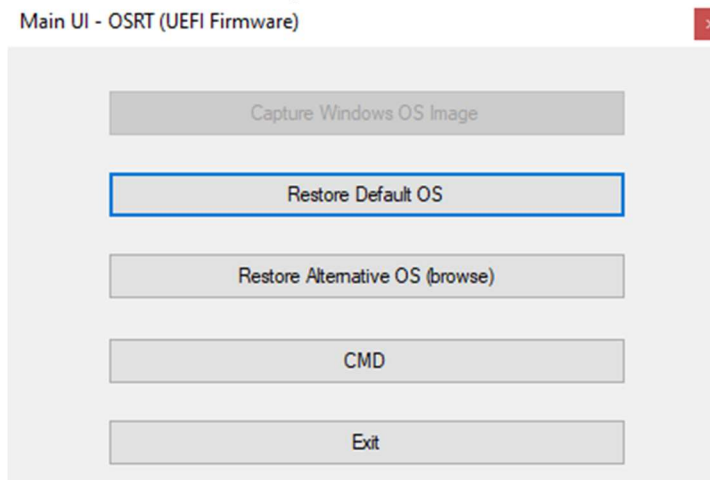 Main UI - OSRT (UEFI Firmware)
Capture Windows OS Image
Restore Default OS
Restore Alternative OS (browse)
CMD
Exit